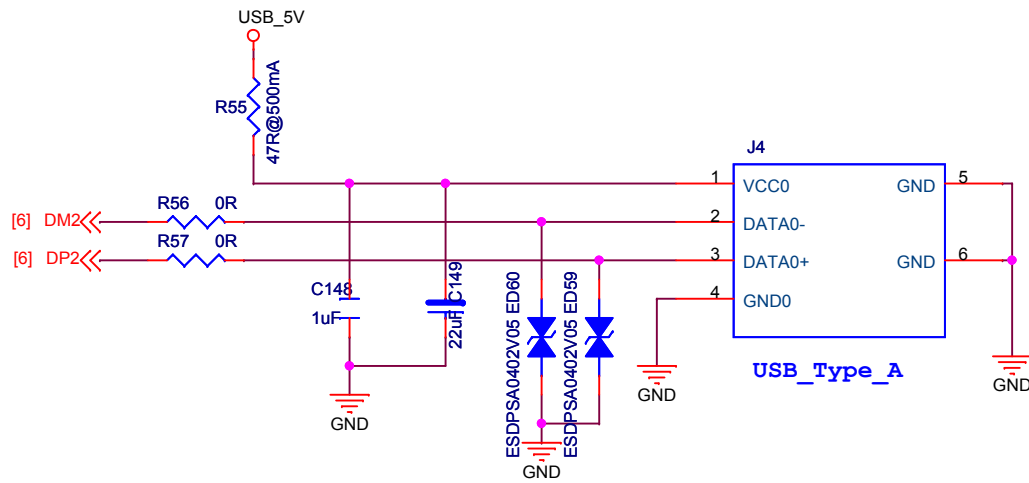 USB_5V
R55
47R@500mA
J4
1
VCC0
GND
5
[6] DM2
R56 0R
2
DATA0-
[6] DP2
R57 0R
3
DATA0+
GND
6
4
GND0
C148
1uF
22uF C149
ESDPSA0402V05 ED60
ESDPSA0402V05 ED59
USB_Type_A
GND
GND
GND
GND